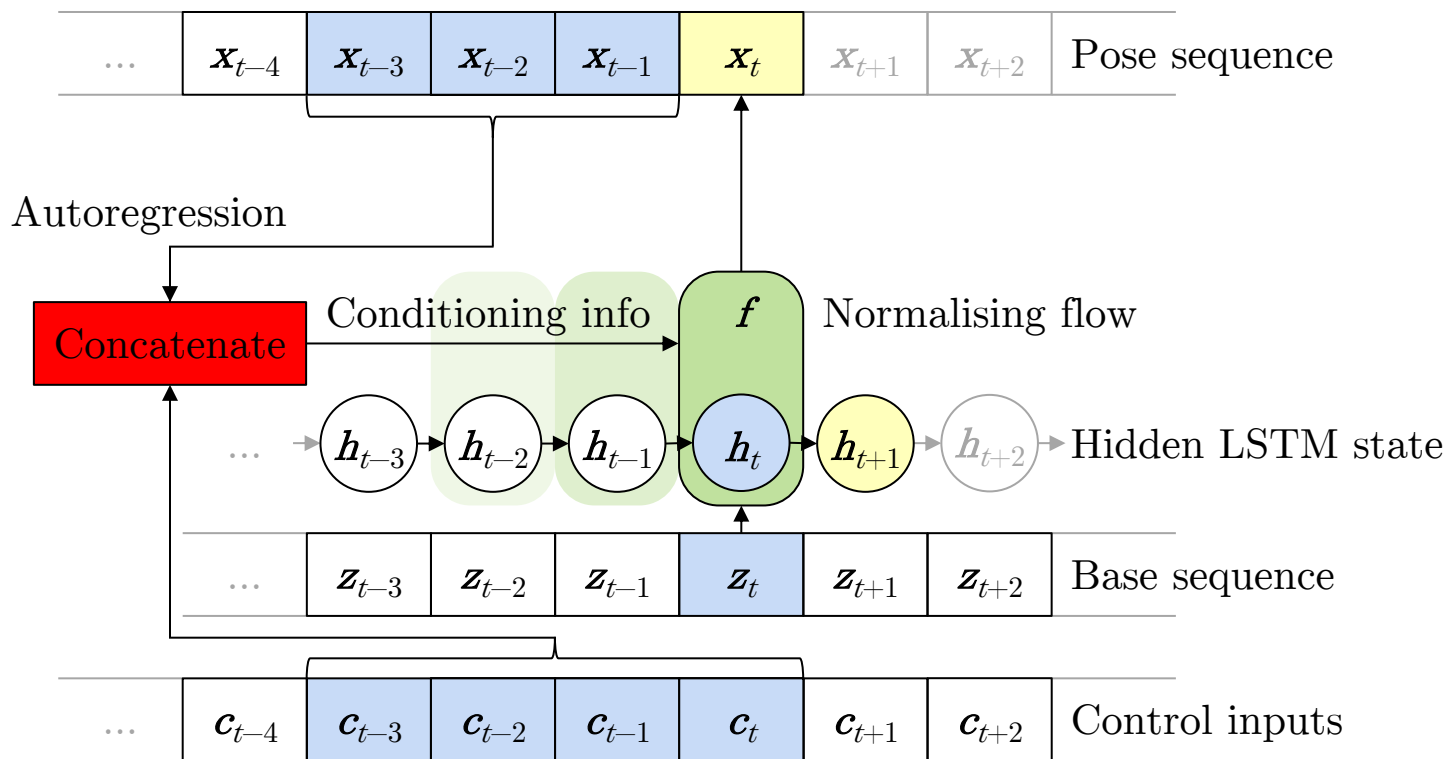 ... x_{t−4} x_{t−3} x_{t−2} x_{t−1} x_t x_{t+1} x_{t+2} Pose sequence
Autoregression
Conditioning info f Normalising flow
Concatenate
... h_{t−3} h_{t−2} h_{t−1} h_t h_{t+1} h_{t+2} Hidden LSTM state
... z_{t−3} z_{t−2} z_{t−1} z_t z_{t+1} z_{t+2} Base sequence
... c_{t−4} c_{t−3} c_{t−2} c_{t−1} c_t c_{t+1} c_{t+2} Control inputs